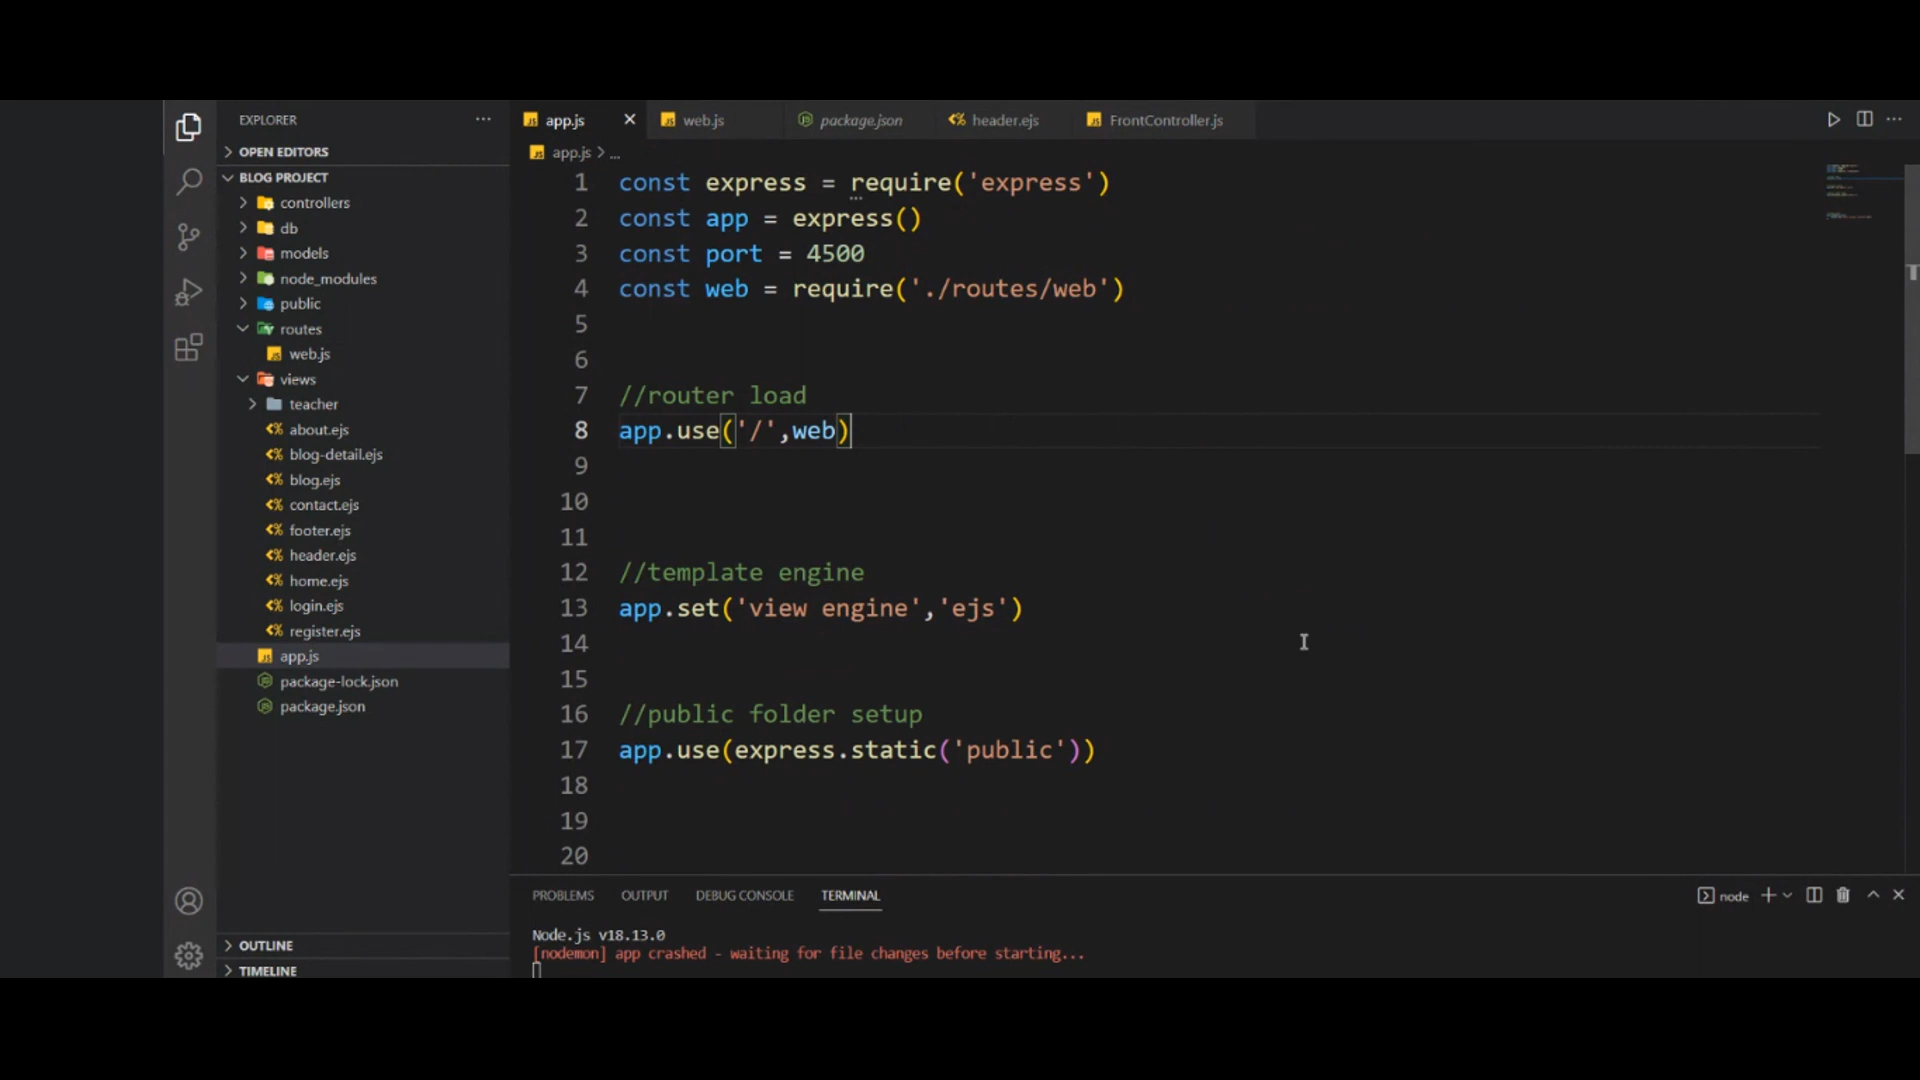 EXPLORER
OPEN EDITORS
BLOG PROJECT
controllers
db
models
node_modules
public
routes
web.js
views
teacher
about.ejs
blog-detail.ejs
blog.ejs
contact.ejs
footer.ejs
header.ejs
home.ejs
login.ejs
register.ejs
app.js
package-lock.json
package.json
OUTLINE
TIMELINE
app.js web.js package.json header.ejs FrontController.js
app.js > ...
1 const express = require('express')
2 const app = express()
3 const port = 4500
4 const web = require('./routes/web')
5
6
7 //router load
8 app.use('/',web)
9
10
11
12 //template engine
13 app.set('view engine','ejs')
14
15
16 //public folder setup
17 app.use(express.static('public'))
18
19
20
PROBLEMS OUTPUT DEBUG CONSOLE TERMINAL node
Node.js v18.13.0
[nodemon] app crashed - waiting for file changes before starting...